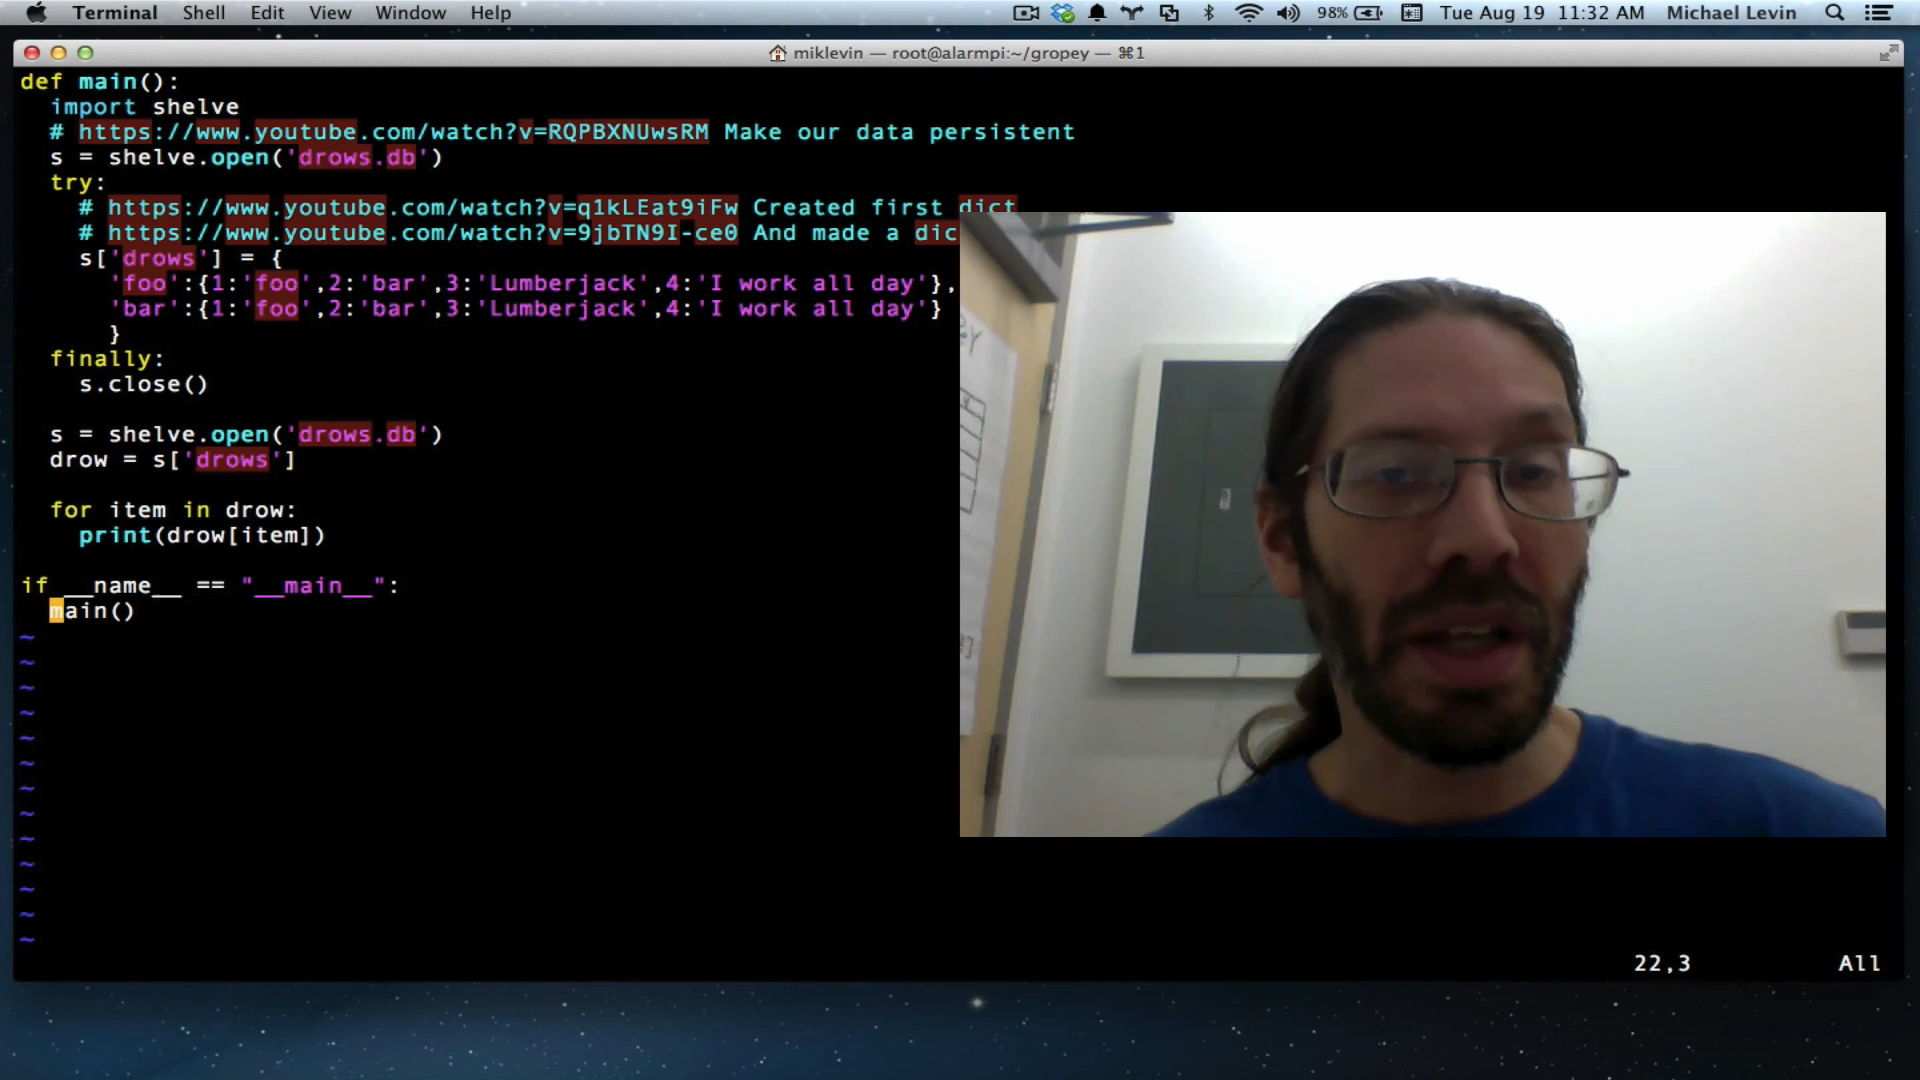 Terminal Shell Edit View Window Help 98% Tue Aug 19 11:32 AM Michael Levin
miklevin — root@alarmpi:~/gropey — ⌘1
def main():
  import shelve
  # https://www.youtube.com/watch?v=RQPBXNUwsRM Make our data persistent
  s = shelve.open('drows.db')
  try:
    # https://www.youtube.com/watch?v=q1kLEat9iFw Created first dict
    # https://www.youtube.com/watch?v=9jbTN9I-ce0 And made a dic
    s['drows'] = {
      'foo':{1:'foo',2:'bar',3:'Lumberjack',4:'I work all day'},
      'bar':{1:'foo',2:'bar',3:'Lumberjack',4:'I work all day'}
      }
  finally:
    s.close()
  s = shelve.open('drows.db')
  drow = s['drows']
  for item in drow:
    print(drow[item])
if __name__ == "__main__":
  main()
~
~
~
~
~
~
~
~
~
~
~
~
~
22,3 All